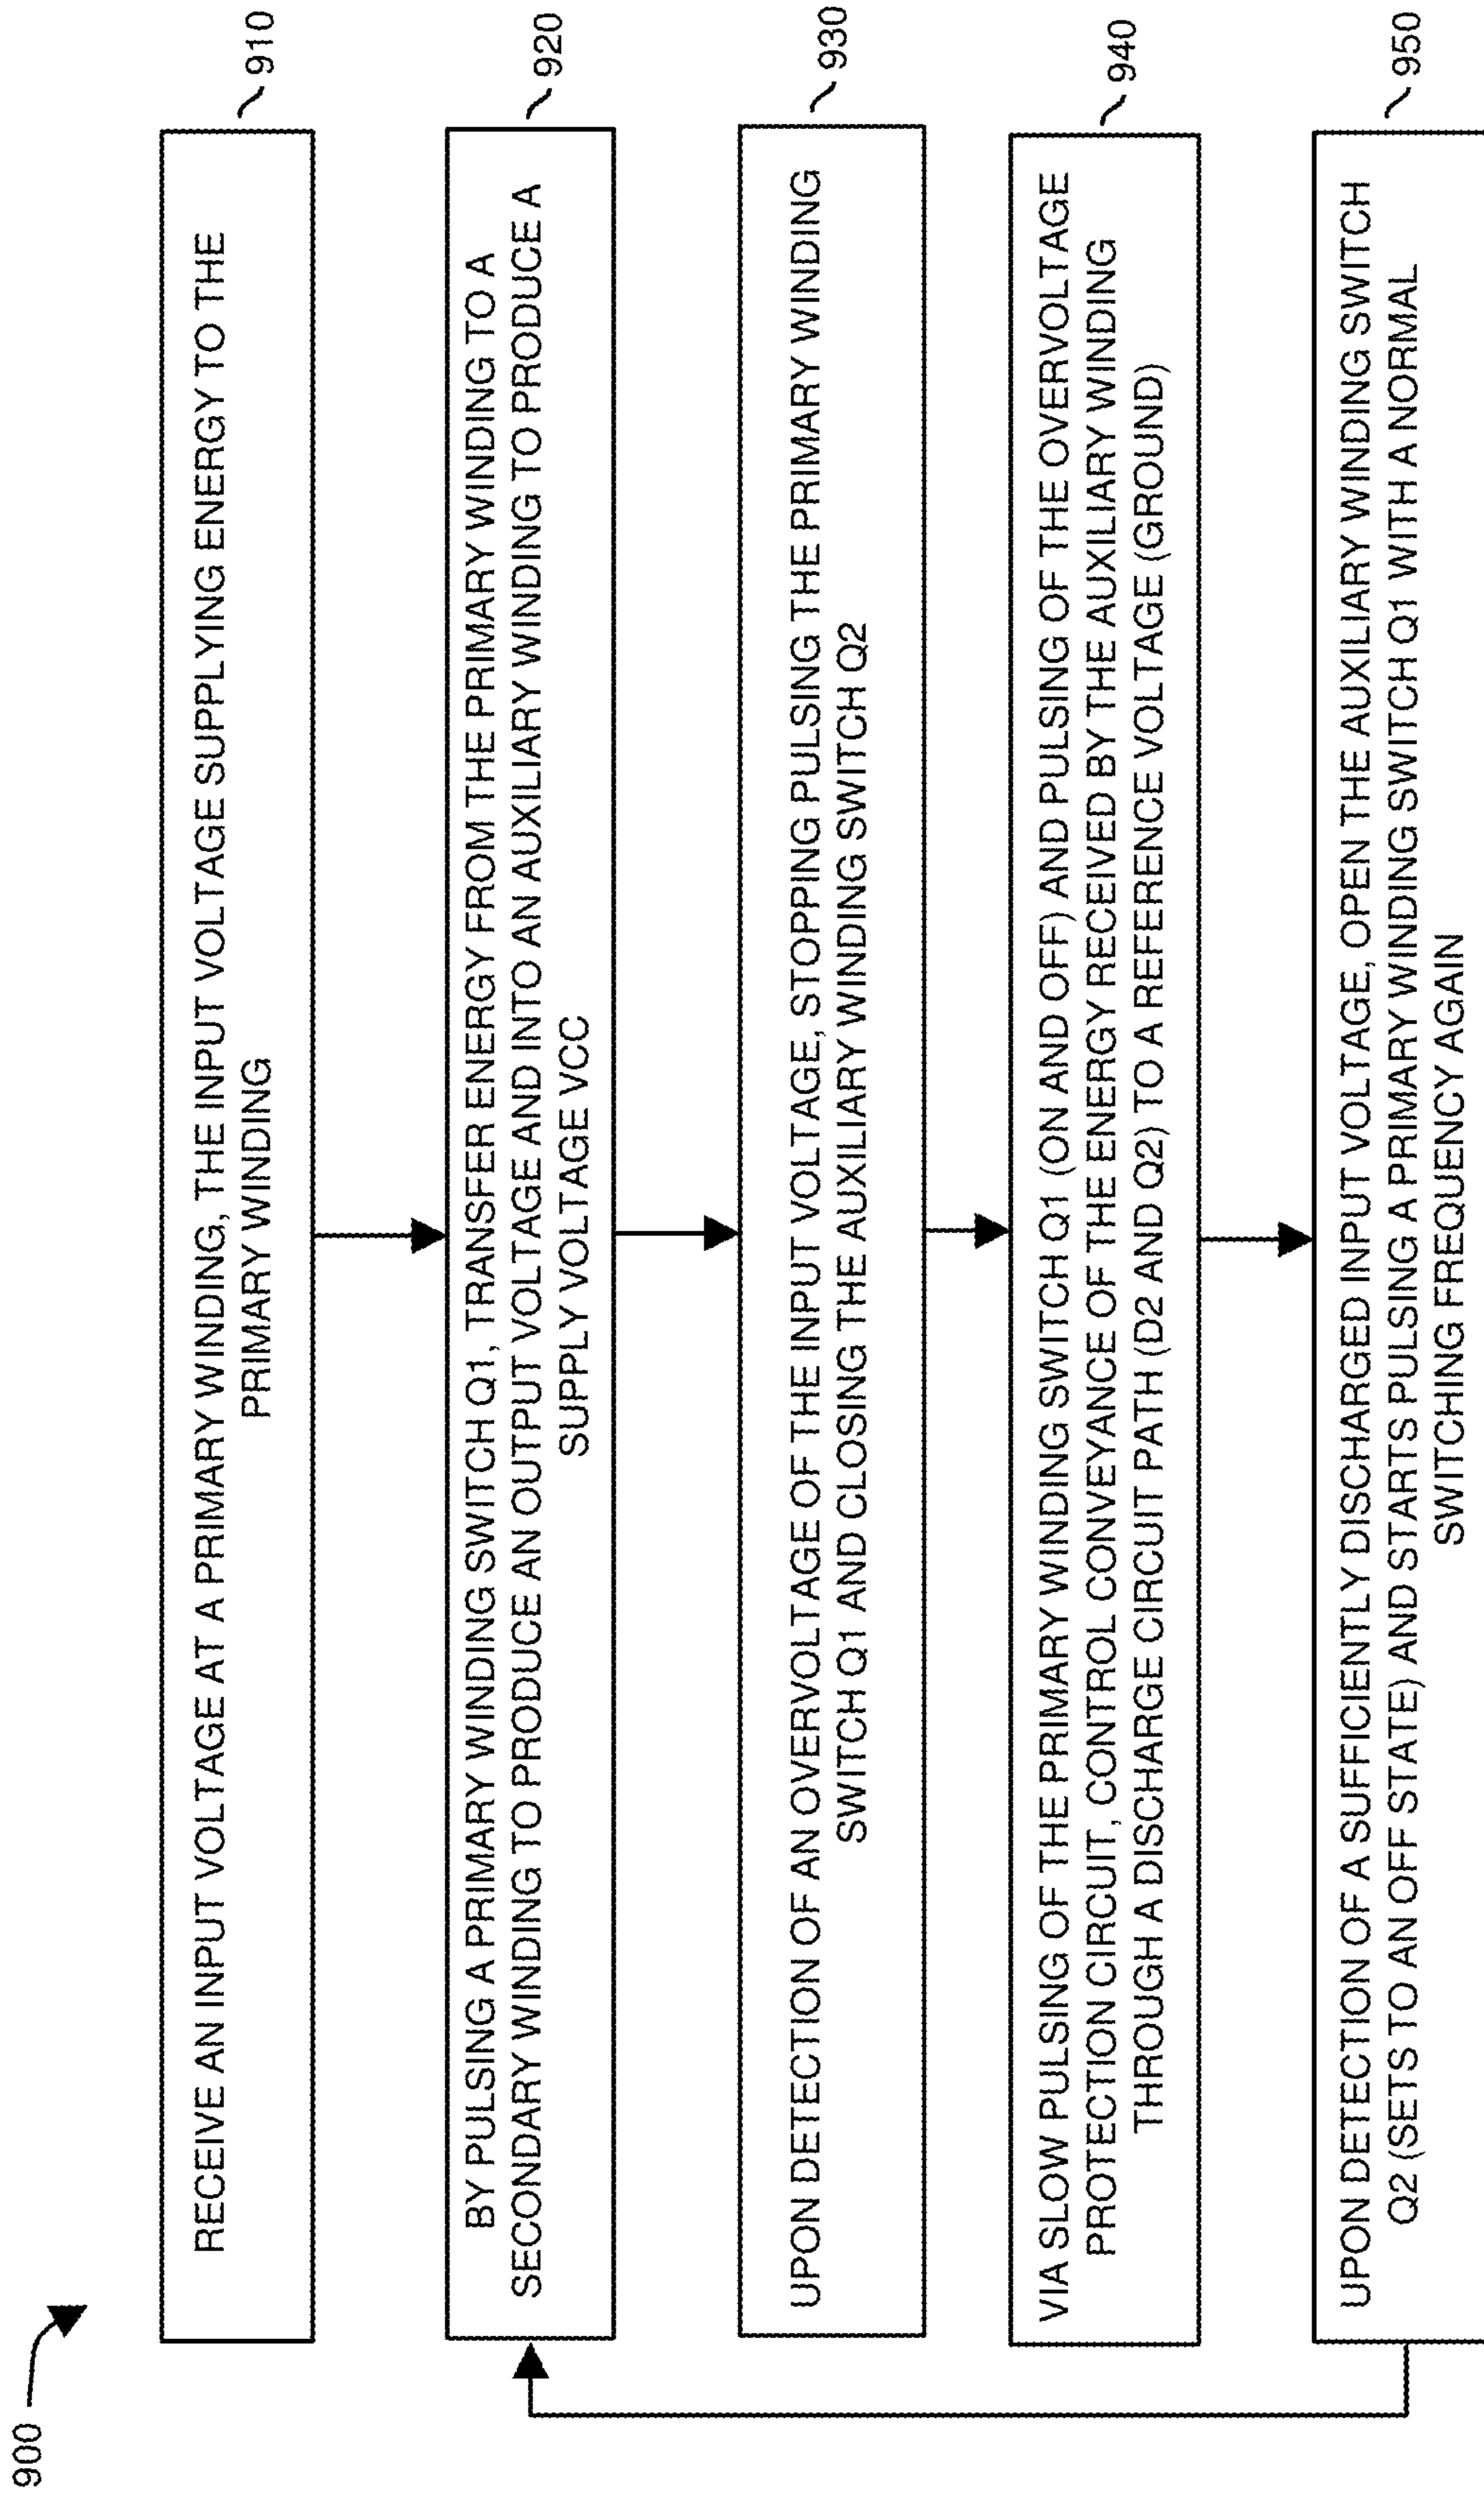 900
RECEIVE AN INPUT VOLTAGE AT A PRIMARY WINDING, THE INPUT VOLTAGE SUPPLYING ENERGY TO THE
PRIMARY WINDING
910
BY PULSING A PRIMARY WINDING SWITCH Q1, TRANSFER ENERGY FROM THE PRIMARY WINDING TO A
SECONDARY WINDING TO PRODUCE AN OUTPUT VOLTAGE AND INTO AN AUXILIARY WINDING TO PRODUCE A
SUPPLY VOLTAGE VCC
920
UPON DETECTION OF AN OVERVOLTAGE OF THE INPUT VOLTAGE, STOPPING PULSING THE PRIMARY WINDING
SWITCH Q1 AND CLOSING THE AUXILIARY WINDING SWITCH Q2
930
VIA SLOW PULSING OF THE PRIMARY WINDING SWITCH Q1 (ON AND OFF) AND PULSING OF THE OVERVOLTAGE
PROTECTION CIRCUIT, CONTROL CONVEYANCE OF THE ENERGY RECEIVED BY THE AUXILIARY WINDING
THROUGH A DISCHARGE CIRCUIT PATH (D2 AND Q2) TO A REFERENCE VOLTAGE (GROUND)
940
UPON DETECTION OF A SUFFICIENTLY DISCHARGED INPUT VOLTAGE, OPEN THE AUXILIARY WINDING SWITCH
Q2 (SETS TO AN OFF STATE) AND STARTS PULSING A PRIMARY WINDING SWITCH Q1 WITH A NORMAL
SWITCHING FREQUENCY AGAIN
950